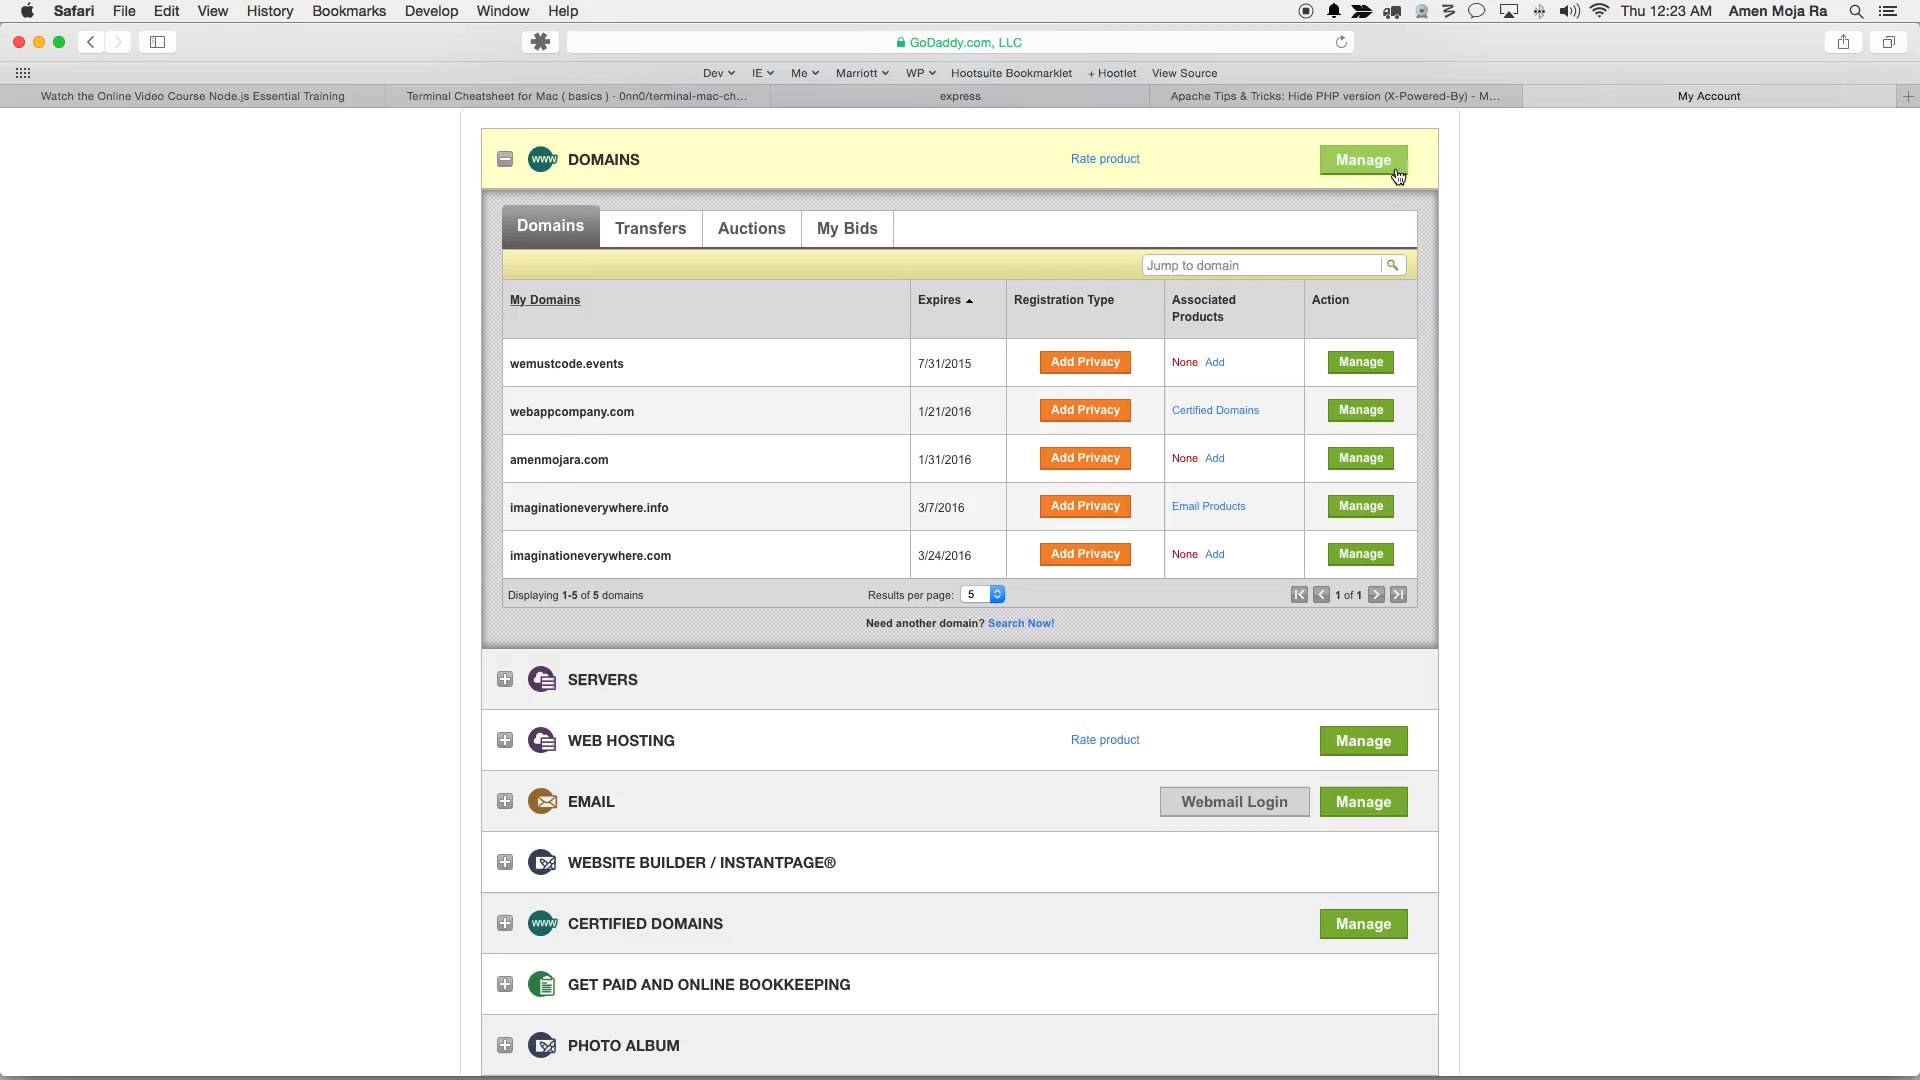 Safari File Edit View History Bookmarks Develop Window Help Thu 12:23 AM Amen Moja Ra
GoDaddy.com, LLC
Dev IE Me Marriott WP Hootsuite Bookmarklet + Hootlet View Source
Watch the Online Video Course Node.js Essential Training Terminal Cheatsheet for Mac ( basics ) · 0nn0/terminal-mac-ch... express Apache Tips & Tricks: Hide PHP version (X-Powered-By) - M... My Account
www DOMAINS Rate product Manage
Domains Transfers Auctions My Bids
Jump to domain
My Domains Expires Registration Type Associated Products Action
wemustcode.events 7/31/2015 Add Privacy None Add Manage
webappcompany.com 1/21/2016 Add Privacy Certified Domains Manage
amenmojara.com 1/31/2016 Add Privacy None Add Manage
imaginationeverywhere.info 3/7/2016 Add Privacy Email Products Manage
imaginationeverywhere.com 3/24/2016 Add Privacy None Add Manage
Displaying 1-5 of 5 domains Results per page: 5 1 of 1
Need another domain? Search Now!
SERVERS
WEB HOSTING Rate product Manage
EMAIL Webmail Login Manage
WEBSITE BUILDER / INSTANTPAGE®
www CERTIFIED DOMAINS Manage
GET PAID AND ONLINE BOOKKEEPING
PHOTO ALBUM